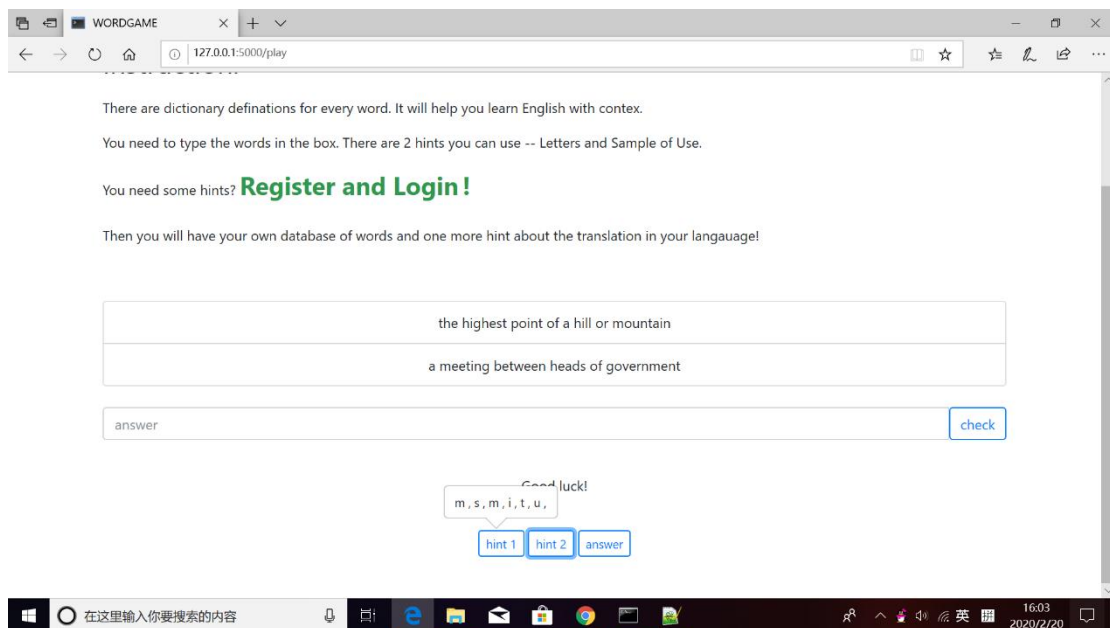 WORDGAME
127.0.0.1:5000/play
There are dictionary definations for every word. It will help you learn English with contex.
You need to type the words in the box. There are 2 hints you can use -- Letters and Sample of Use.
You need some hints? Register and Login!
Then you will have your own database of words and one more hint about the translation in your langauage!
the highest point of a hill or mountain
a meeting between heads of government
answer
check
Good luck!
m , s , m , i , t , u ,
hint 1 hint 2 answer
在这里输入你要搜索的内容
英
16:03
2020/2/20